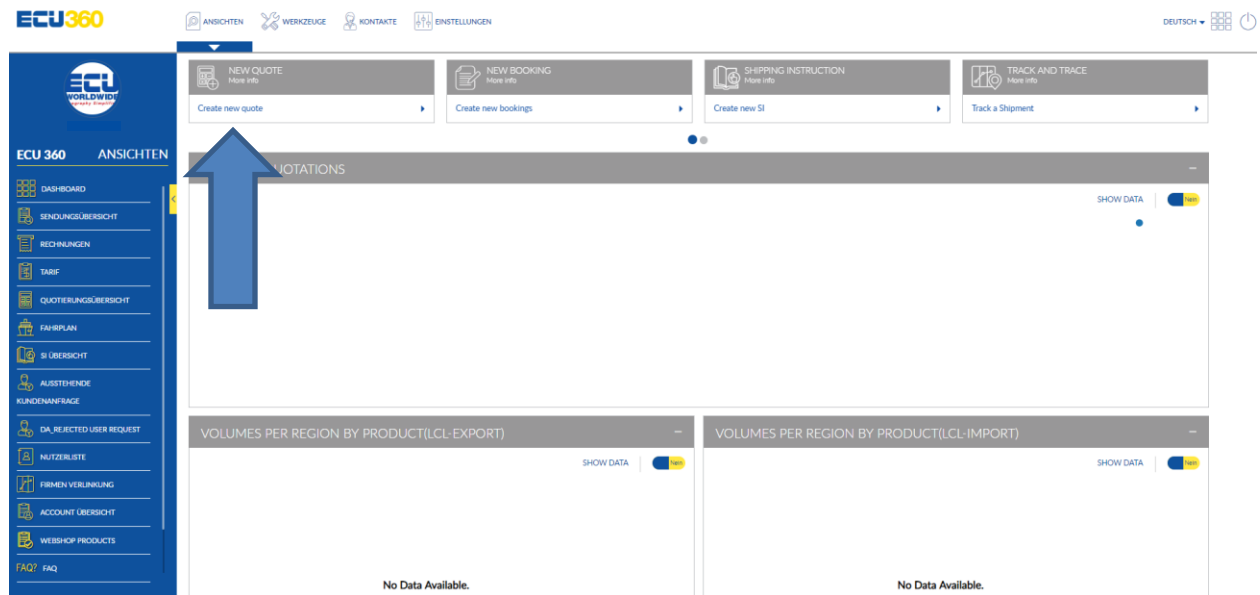 ECU360
ANSICHTEN
WERKZEUGE
KONTAKTE
EINSTELLUNGEN
DEUTSCH
ECU
WORLDWIDE
ECU 360 ANSICHTEN
DASHBOARD
SENDUNGSÜBERSICHT
RECHNUNGEN
TARIF
QUOTIERUNGSÜBERSICHT
FAHRPLAN
SI ÜBERSICHT
AUSSTEHENDE
KUNDENANFRAGE
DA_REJECTED USER REQUEST
NUTZERLISTE
FIRMEN VERLINKUNG
ACCOUNT ÜBERSICHT
WEBSHOP PRODUCTS
FAQ? FAQ
NEW QUOTE
More info
Create new quote
NEW BOOKING
More info
Create new bookings
SHIPPING INSTRUCTION
More info
Create new SI
TRACK AND TRACE
More info
Track a Shipment
UOTATIONS
SHOW DATA
Nein
VOLUMES PER REGION BY PRODUCT(LCL-EXPORT)
SHOW DATA
Nein
No Data Available.
VOLUMES PER REGION BY PRODUCT(LCL-IMPORT)
SHOW DATA
Nein
No Data Available.